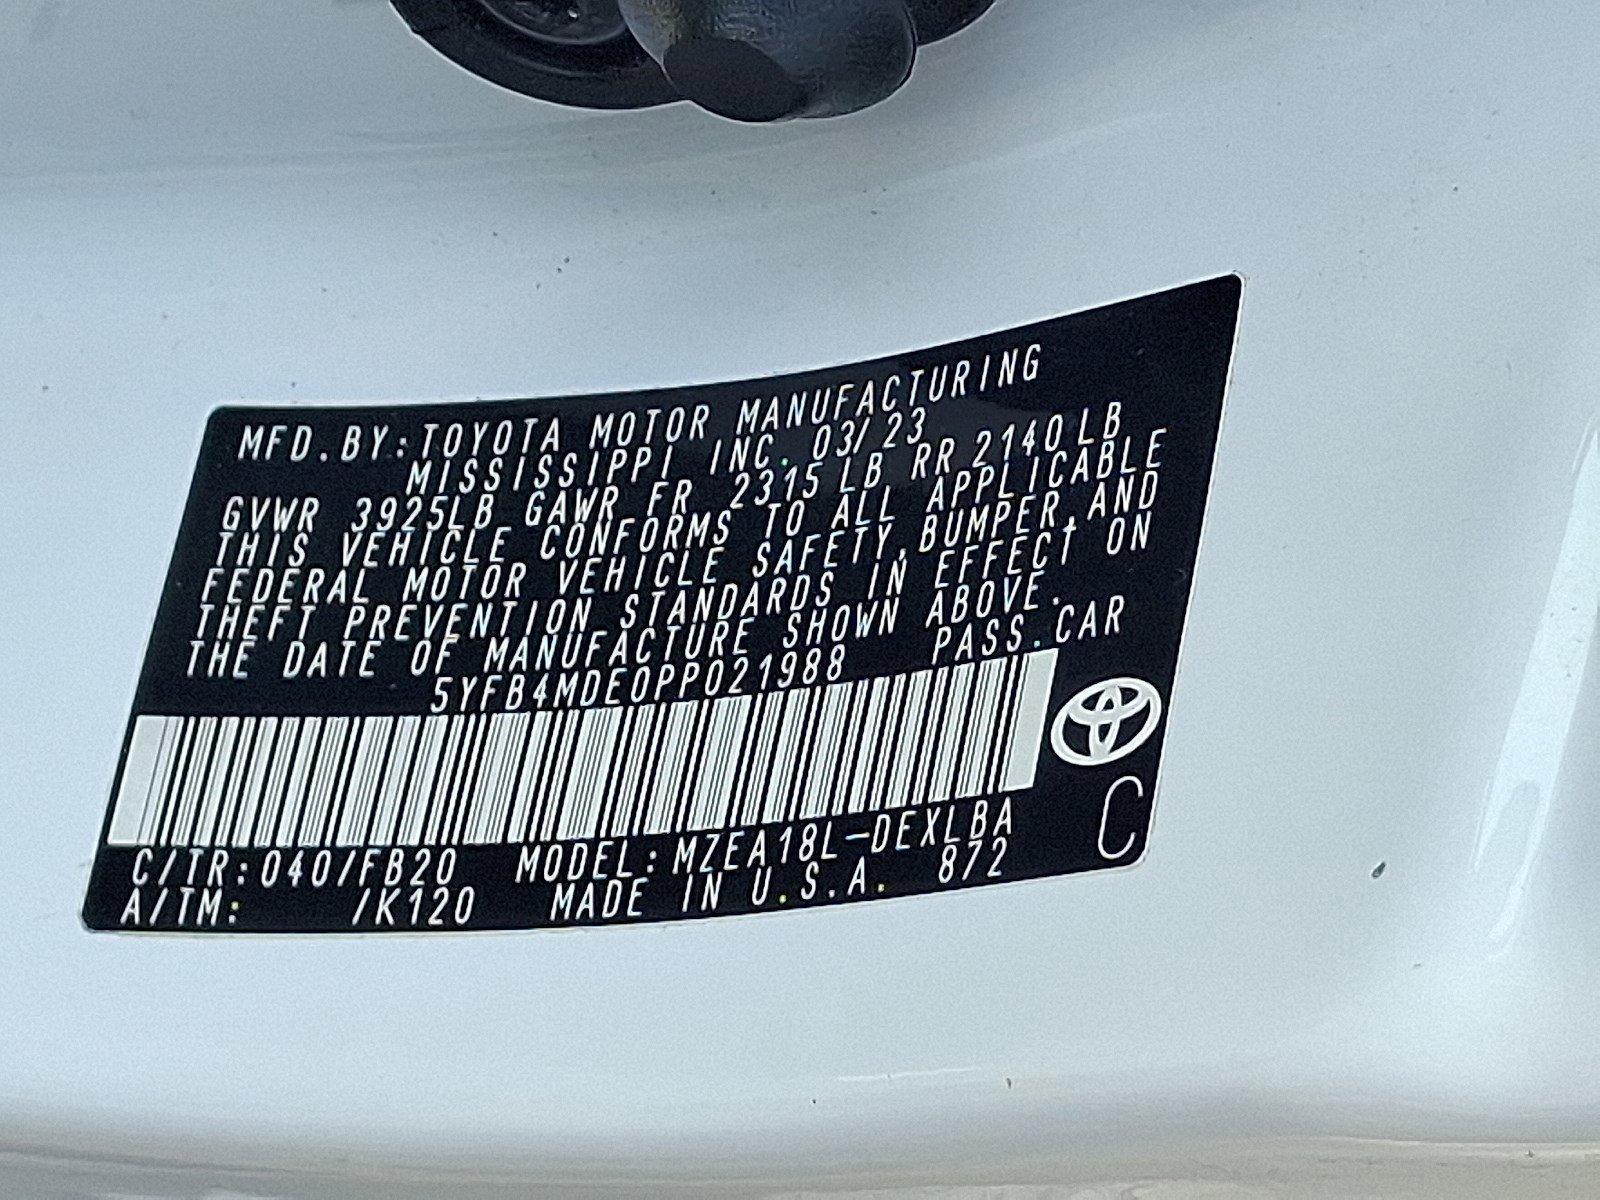 MFD.BY:TOYOTA MOTOR MANUFACTURING
MISSISSIPPI INC. 03/23
GVWR 3925LB GAWR FR 2315LB RR 2140LB
THIS VEHICLE CONFORMS TO ALL APPLICABLE
FEDERAL MOTOR VEHICLE SAFETY,BUMPER,AND
THEFT PREVENTION STANDARDS IN EFFECT ON
THE DATE OF MANUFACTURE SHOWN ABOVE.
5YFB4MDE0PP021988 PASS.CAR
C/TR:040/FB20 MODEL:MZEA18L-DEXLBA
A/TM: /K120 MADE IN U.S.A. 872
C